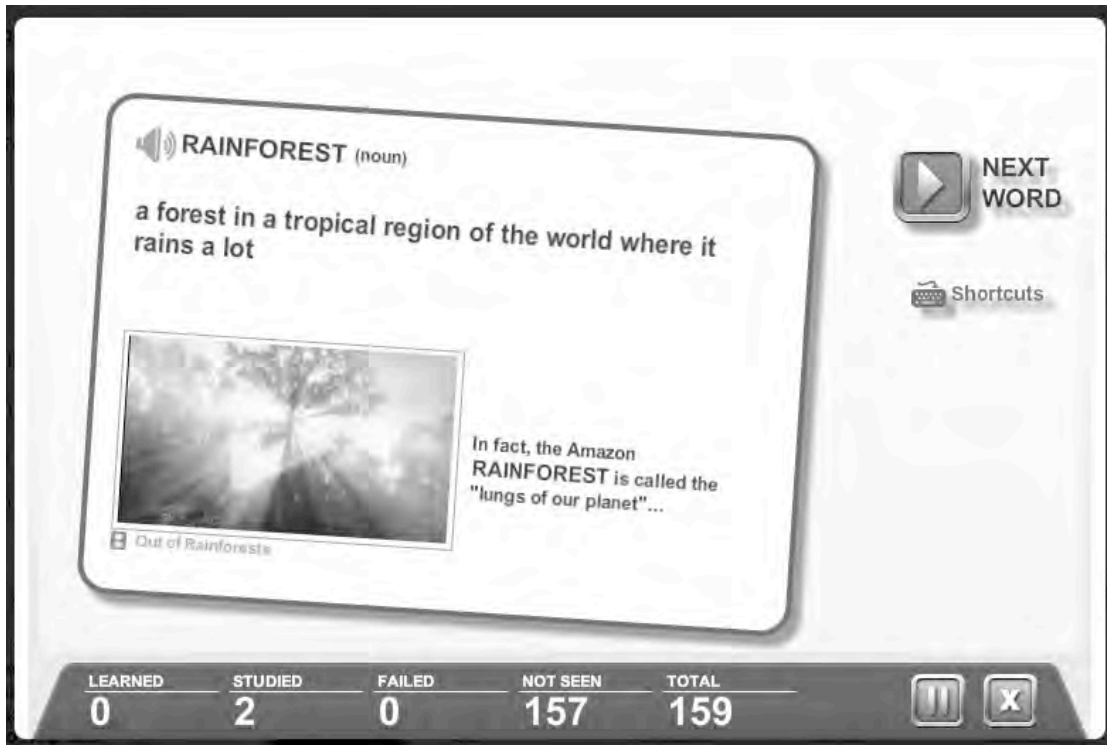 RAINFOREST (noun)
a forest in a tropical region of the world where it
rains a lot
In fact, the Amazon
RAINFOREST is called the
"lungs of our planet"...
Out of Rainforests
NEXT
WORD
Shortcuts
LEARNED
0
STUDIED
2
FAILED
0
NOT SEEN
157
TOTAL
159
X